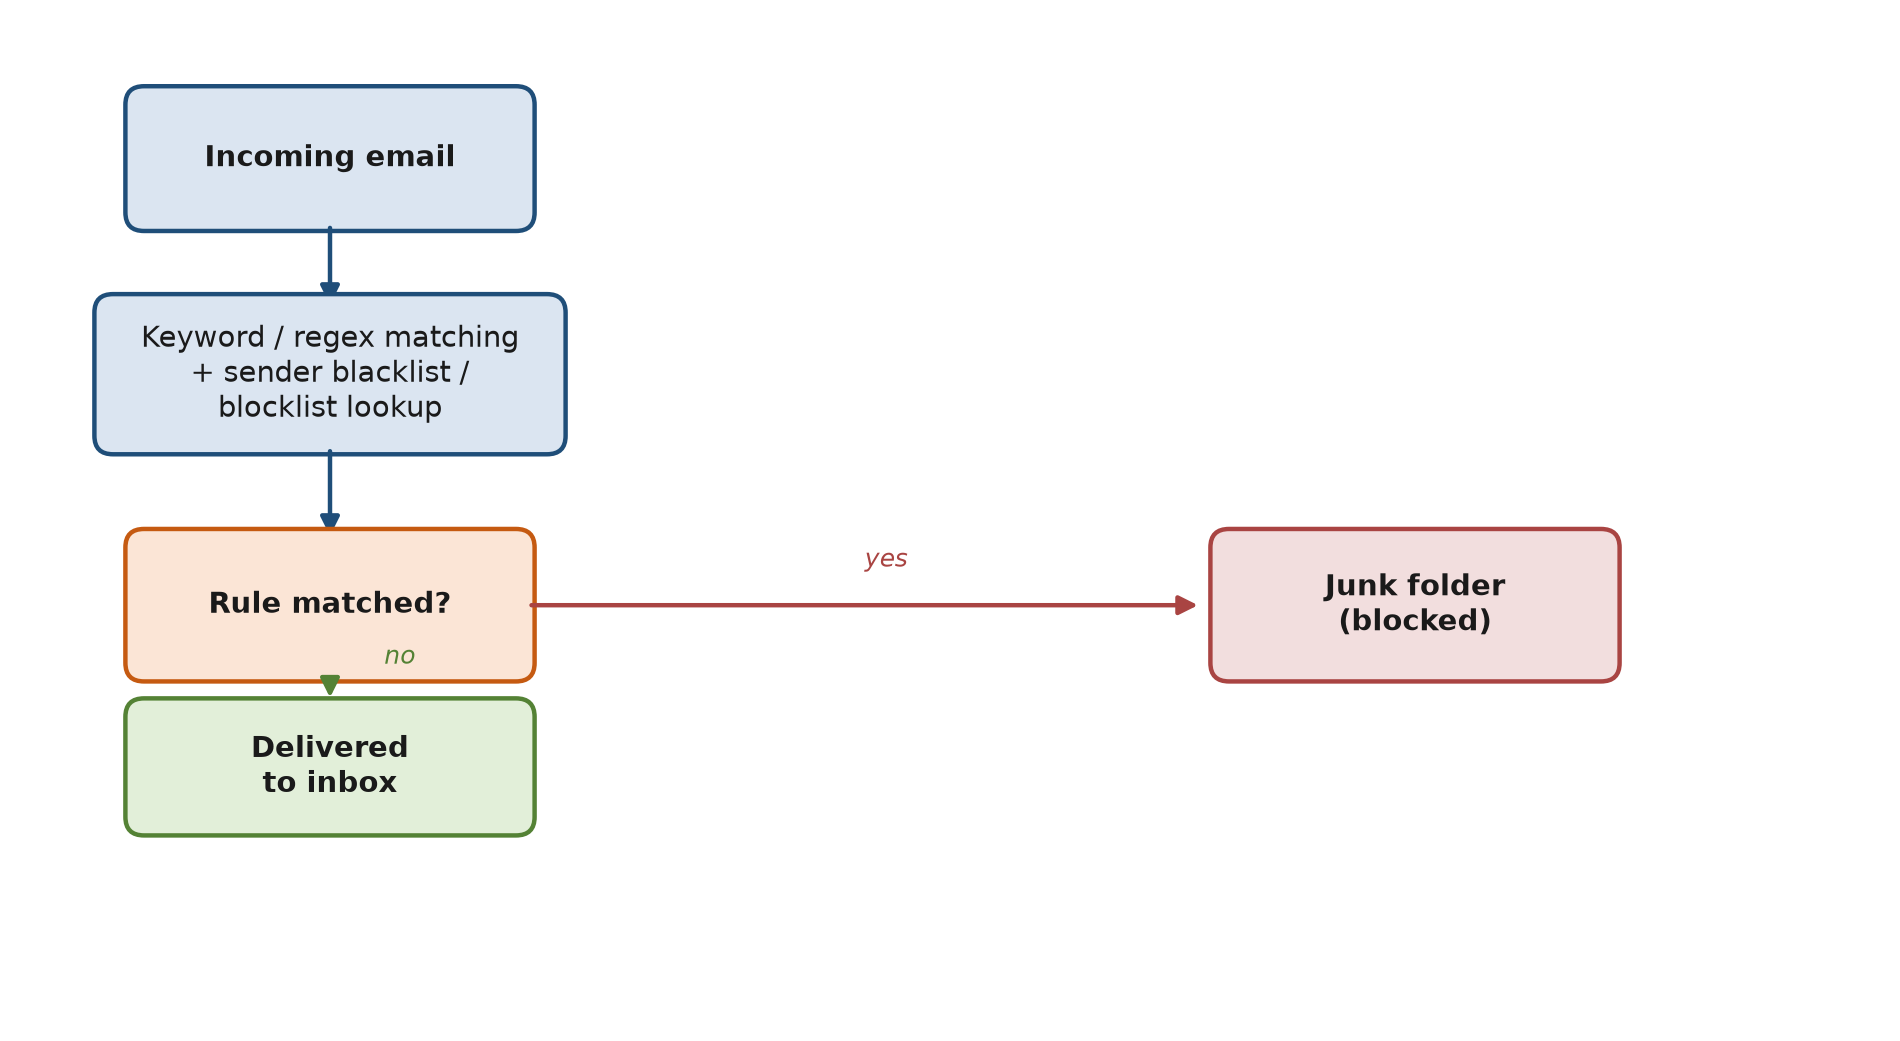 Incoming email
Keyword / regex matching
+ sender blacklist /
blocklist lookup
Rule matched?
yes
Junk folder
(blocked)
no
Delivered
to inbox